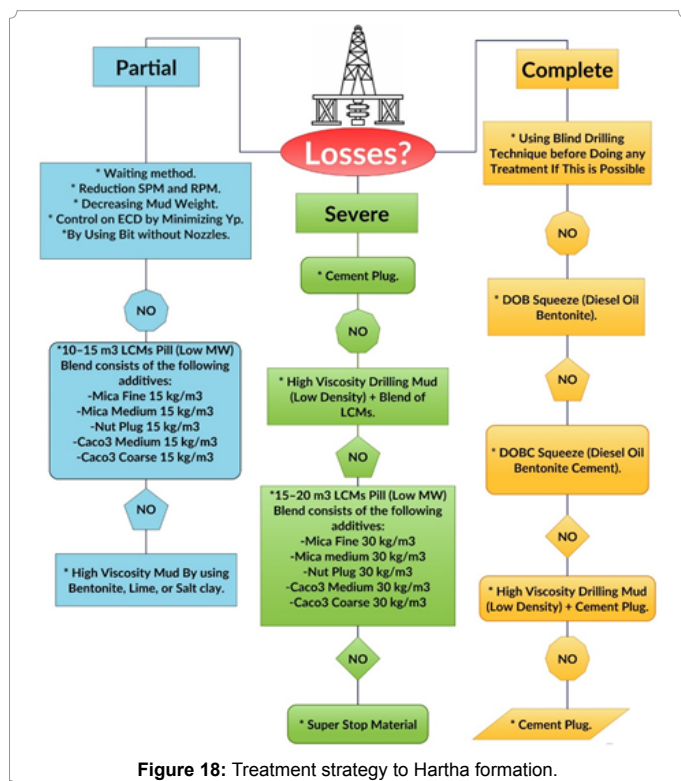 Losses?
Partial
* Waiting method.
* Reduction SPM and RPM.
* Decreasing Mud Weight.
* Control on ECD by Minimizing Yp.
*By Using Bit without Nozzles.
NO
*10–15 m3 LCMs Pill (Low MW)
Blend consists of the following
additives:
-Mica Fine 15 kg/m3
-Mica Medium 15 kg/m3
-Nut Plug 15 kg/m3
-Caco3 Medium 15 kg/m3
-Caco3 Coarse 15 kg/m3
NO
* High Viscosity Mud By using
Bentonite, Lime, or Salt clay.
Severe
* Cement Plug.
NO
* High Viscosity Drilling Mud
(Low Density) + Blend of
LCMs.
NO
*15–20 m3 LCMs Pill (Low MW)
Blend consists of the following
additives:
-Mica Fine 30 kg/m3
-Mica medium 30 kg/m3
-Nut Plug 30 kg/m3
-Caco3 Medium 30 kg/m3
-Caco3 Coarse 30 kg/m3
NO
* Super Stop Material
Complete
* Using Blind Drilling
Technique before Doing any
Treatment If This is Possible
NO
* DOB Squeeze (Diesel Oil
Bentonite).
NO
* DOBC Squeeze (Diesel Oil
Bentonite Cement).
NO
* High Viscosity Drilling Mud
(Low Density) + Cement Plug.
NO
* Cement Plug.
Figure 18: Treatment strategy to Hartha formation.